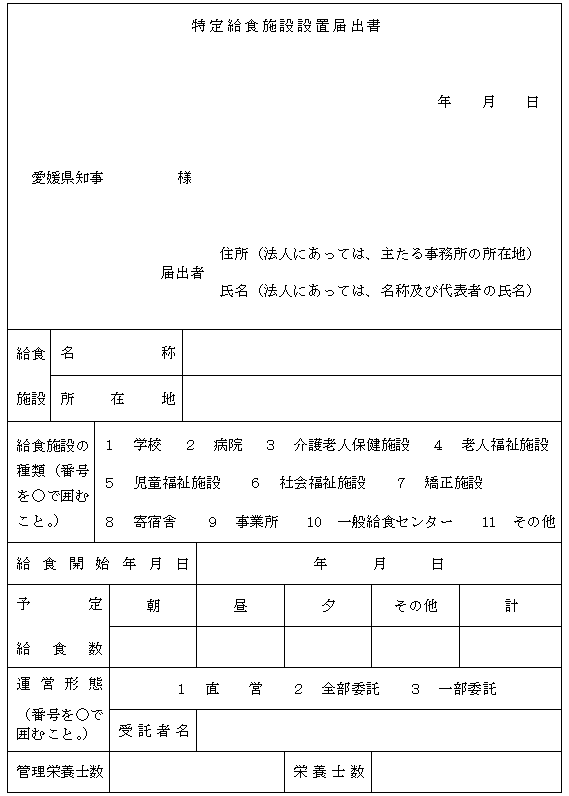 特定給食施設設置届出書
年 月 日
愛媛県知事 様
住所（法人にあっては、主たる事務所の所在地）
届出者
氏名（法人にあっては、名称及び代表者の氏名）
給食 名称
施設 所在地
給食施設の種類（番号を○で囲むこと。）
1 学校 2 病院 3 介護老人保健施設 4 老人福祉施設
5 児童福祉施設 6 社会福祉施設 7 矯正施設
8 寄宿舎 9 事業所 10 一般給食センター 11 その他
給食開始年月日 年 月 日
予定 朝 昼 夕 その他 計
給食数
運営形態 1 直営 2 全部委託 3 一部委託
（番号を○で囲むこと。） 受託者名
管理栄養士数 栄養士数